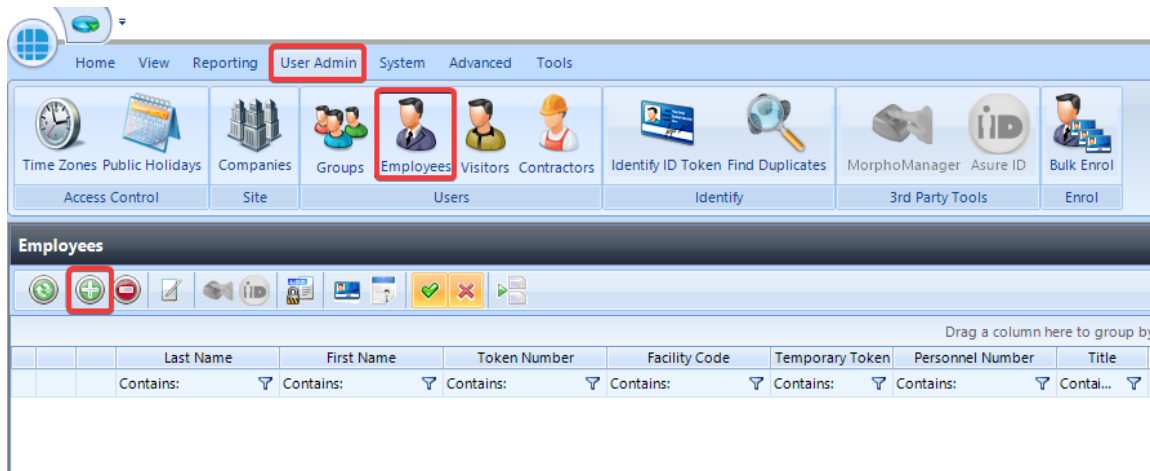 Home View Reporting User Admin System Advanced Tools
Time Zones Public Holidays Companies Groups Employees Visitors Contractors Identify ID Token Find Duplicates MorphoManager Asure ID Bulk Enrol
Access Control Site Users Identify 3rd Party Tools Enrol
Employees
Drag a column here to group by
Last Name First Name Token Number Facility Code Temporary Token Personnel Number Title
Contains: Contains: Contains: Contains: Contains: Contains: Contai...